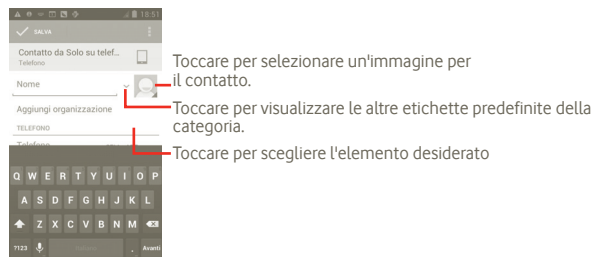 18:51
SALVA
Contatto da Solo su telef...
Telefono
Toccare per selezionare un'immagine per
il contatto.
Nome
Toccare per visualizzare le altre etichette predefinite della
categoria.
Aggiungi organizzazione
TELEFONO
Toccare per scegliere l'elemento desiderato
Telefono
Q W E R T Y U I O P
A S D F G H J K L
Z X C V B N M
?123 . Avanti